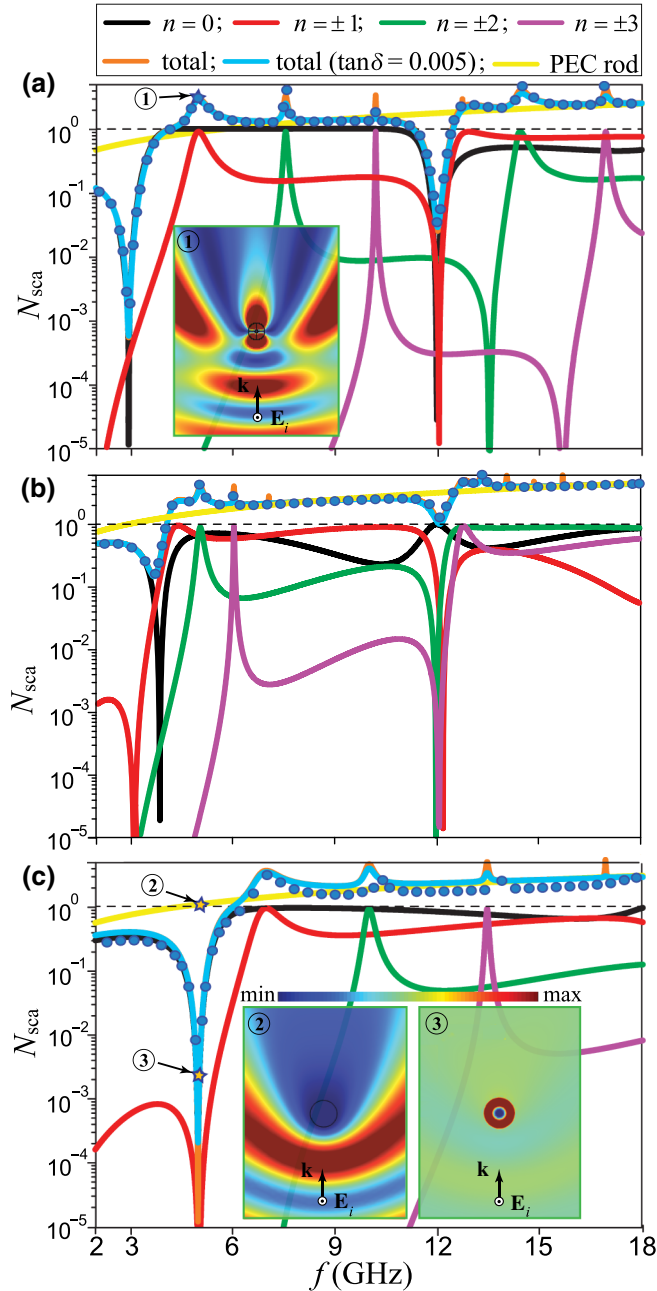 n = 0; n = ± 1; n = ±2; n = ±3
total; total (tanδ = 0.005); PEC rod
(a)
①
10⁰
10⁻¹
10⁻²
10⁻³
10⁻⁴
10⁻⁵
N_sca
①
k
E_i
(b)
10⁰
10⁻¹
10⁻²
10⁻³
10⁻⁴
10⁻⁵
N_sca
(c)
②
③
10⁰
10⁻¹
10⁻²
10⁻³
10⁻⁴
10⁻⁵
N_sca
min max
②
k
E_i
③
k
E_i
2 3 6 9 12 15 18
f (GHz)